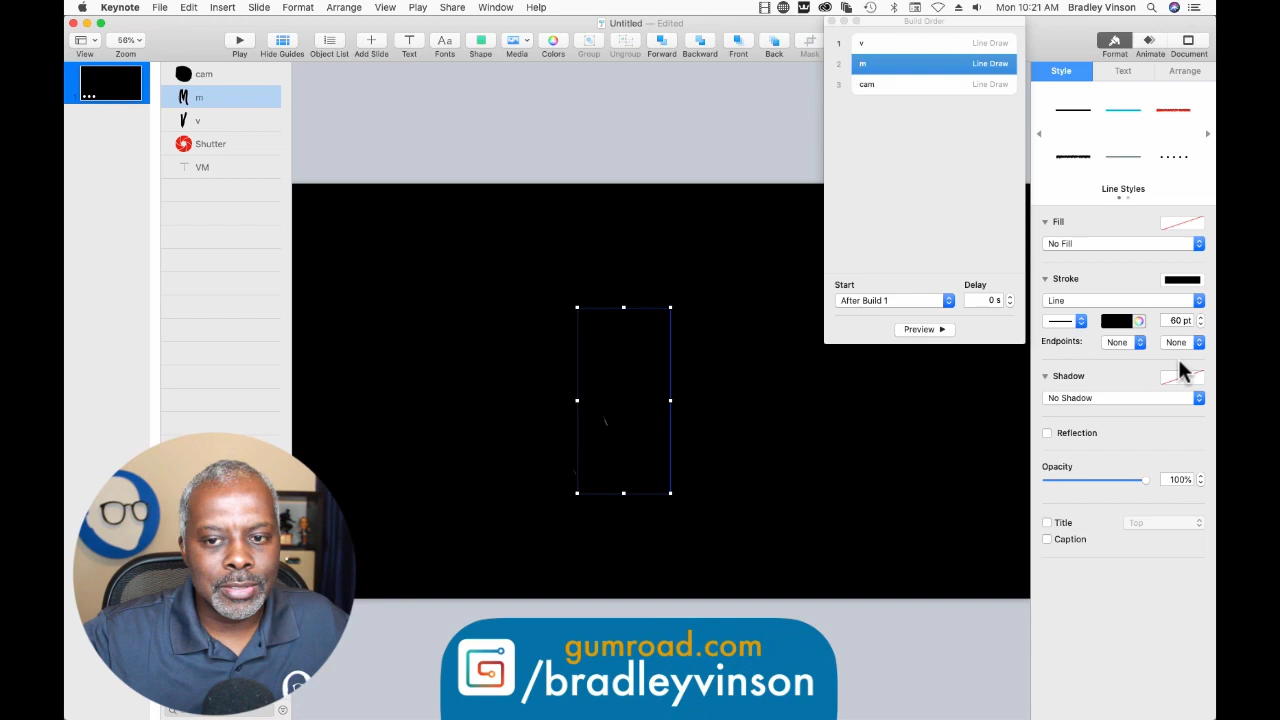 Keynote File Edit Insert Slide Format Arrange View Play Share Window Help
Mon 10:21 AM Bradley Vinson
Untitled — Edited
56%
View Zoom Play Hide Guides Object List Add Slide Text Fonts Shape Media Colors Group Ungroup Forward Backward Front Back Mask Format Animate Document
Build Order
1 v Line Draw
2 m Line Draw
3 cam Line Draw
Start Delay
After Build 1 0 s
Preview
cam
m
v
Shutter
VM
Style Text Arrange
Line Styles
Fill
No Fill
Stroke
Line
60 pt
Endpoints: None None
Shadow
No Shadow
Reflection
Opacity
100%
Title Top
Caption
gumroad.com
/bradleyvinson